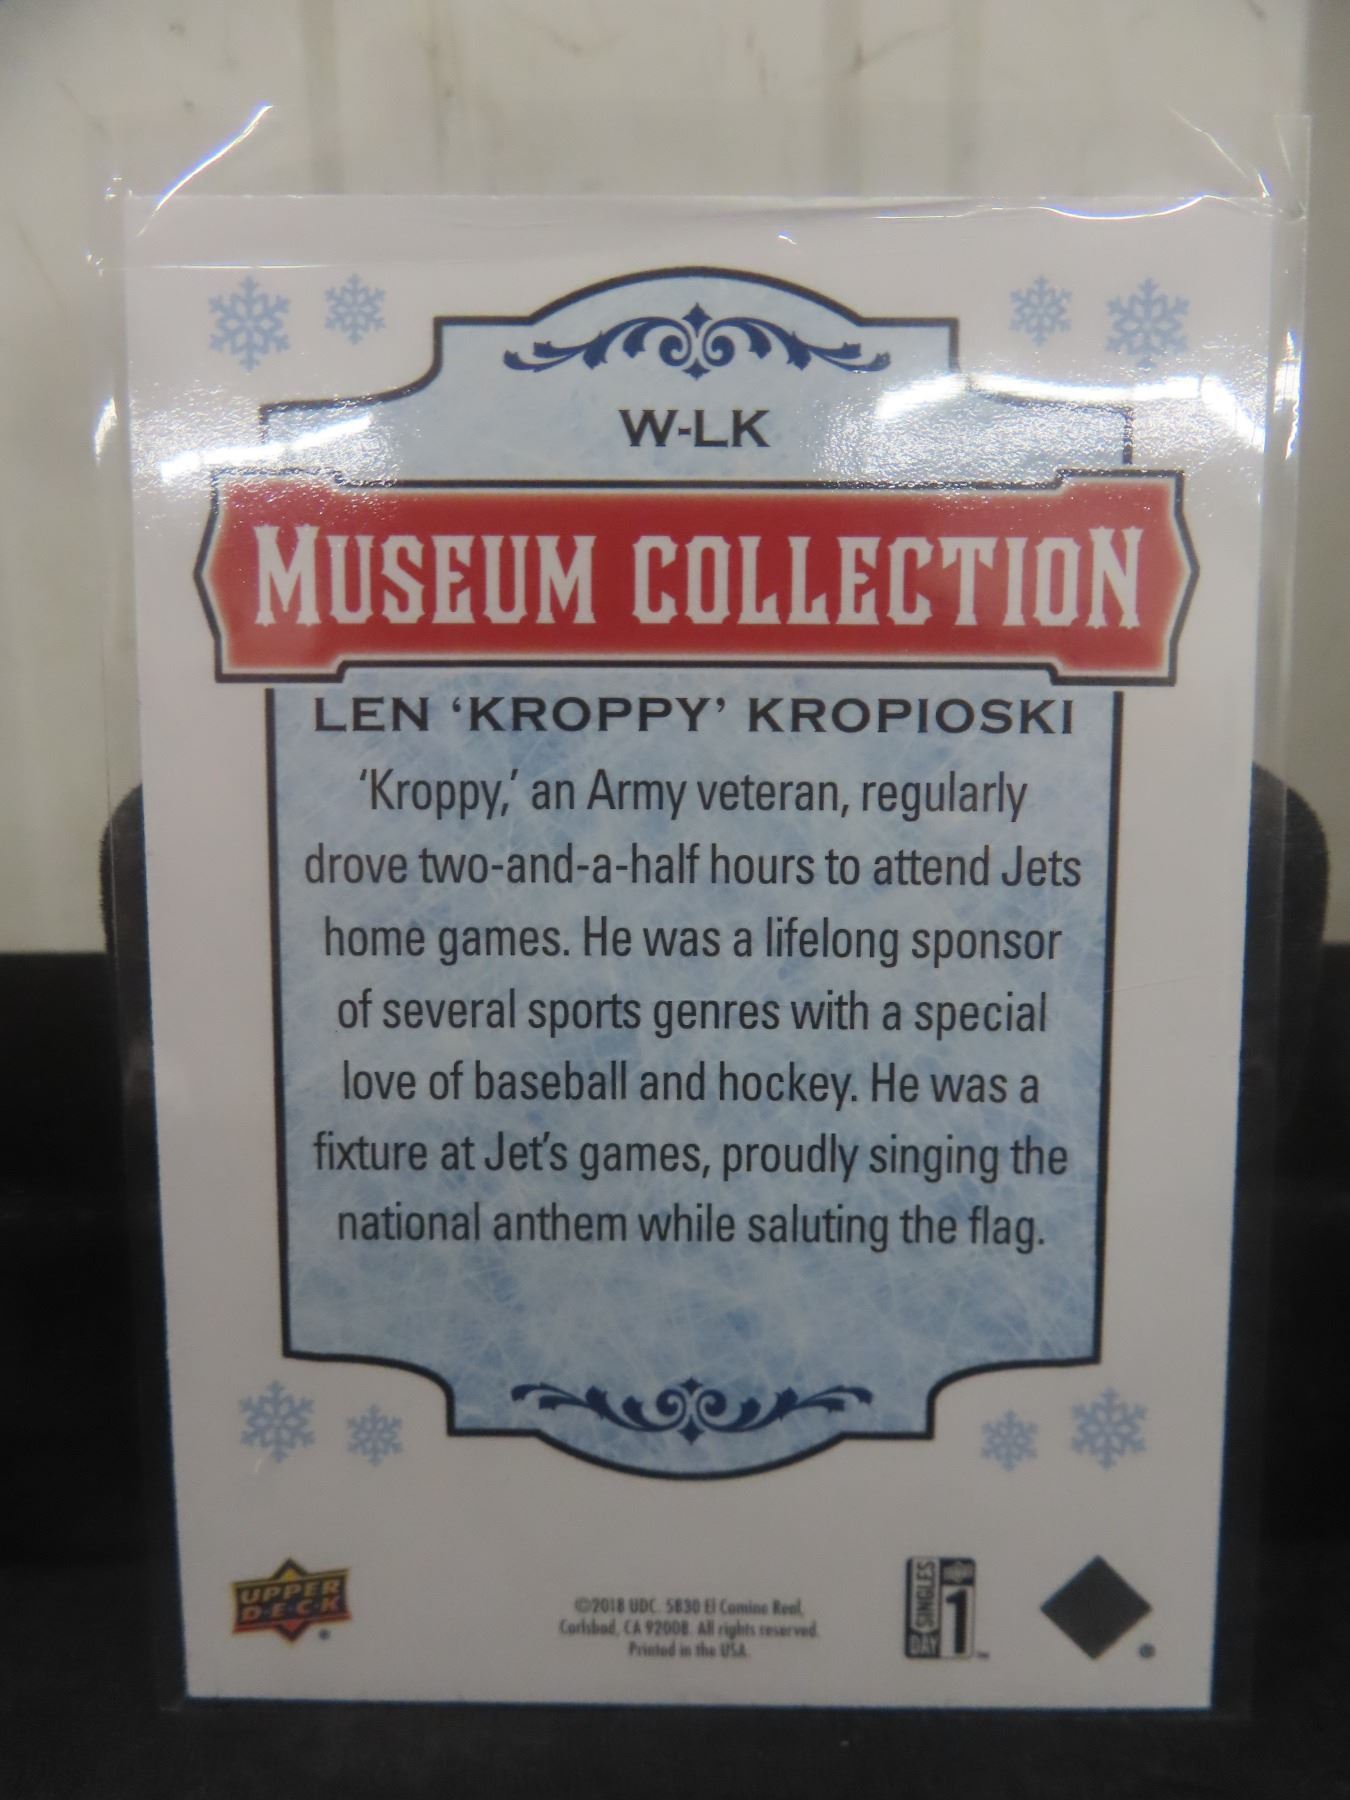 W-LK
MUSEUM COLLECTION
LEN ‘KROPPY’ KROPIOSKI
‘Kroppy,’ an Army veteran, regularly
drove two-and-a-half hours to attend Jets
home games. He was a lifelong sponsor
of several sports genres with a special
love of baseball and hockey. He was a
fixture at Jet’s games, proudly singing the
national anthem while saluting the flag.
UPPER
D•E•C•K
©2018 UDC. 5830 El Camino Real,
Carlsbad, CA 92008. All rights reserved.
Printed in the USA.
DAY 1 SINGLES